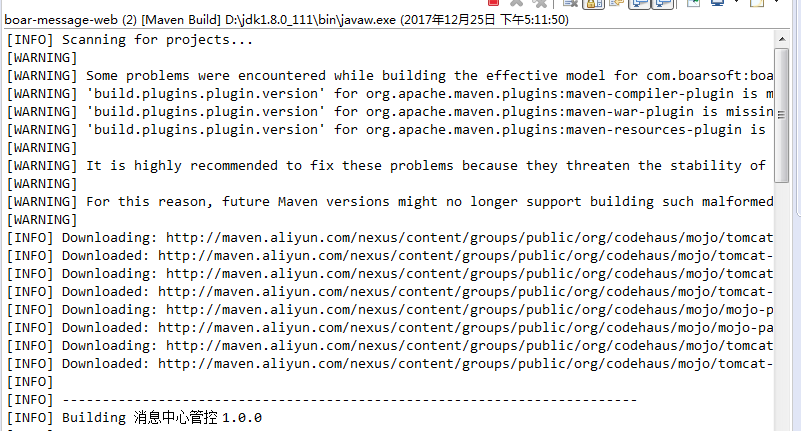 boar-message-web (2) [Maven Build] D:\jdk1.8.0_111\bin\javaw.exe (2017年12月25日 下午5:11:50)
[INFO] Scanning for projects...
[WARNING]
[WARNING] Some problems were encountered while building the effective model for com.boarsoft:boa
[WARNING] 'build.plugins.plugin.version' for org.apache.maven.plugins:maven-compiler-plugin is m
[WARNING] 'build.plugins.plugin.version' for org.apache.maven.plugins:maven-war-plugin is missin
[WARNING] 'build.plugins.plugin.version' for org.apache.maven.plugins:maven-resources-plugin is
[WARNING]
[WARNING] It is highly recommended to fix these problems because they threaten the stability of
[WARNING]
[WARNING] For this reason, future Maven versions might no longer support building such malformed
[WARNING]
[INFO] Downloading: http://maven.aliyun.com/nexus/content/groups/public/org/codehaus/mojo/tomcat
[INFO] Downloaded: http://maven.aliyun.com/nexus/content/groups/public/org/codehaus/mojo/tomcat-
[INFO] Downloading: http://maven.aliyun.com/nexus/content/groups/public/org/codehaus/mojo/tomcat
[INFO] Downloaded: http://maven.aliyun.com/nexus/content/groups/public/org/codehaus/mojo/tomcat-
[INFO] Downloading: http://maven.aliyun.com/nexus/content/groups/public/org/codehaus/mojo/mojo-p
[INFO] Downloaded: http://maven.aliyun.com/nexus/content/groups/public/org/codehaus/mojo/mojo-pa
[INFO] Downloading: http://maven.aliyun.com/nexus/content/groups/public/org/codehaus/mojo/tomcat
[INFO] Downloaded: http://maven.aliyun.com/nexus/content/groups/public/org/codehaus/mojo/tomcat-
[INFO]
[INFO] ------------------------------------------------------------------------
[INFO] Building 消息中心管控 1.0.0